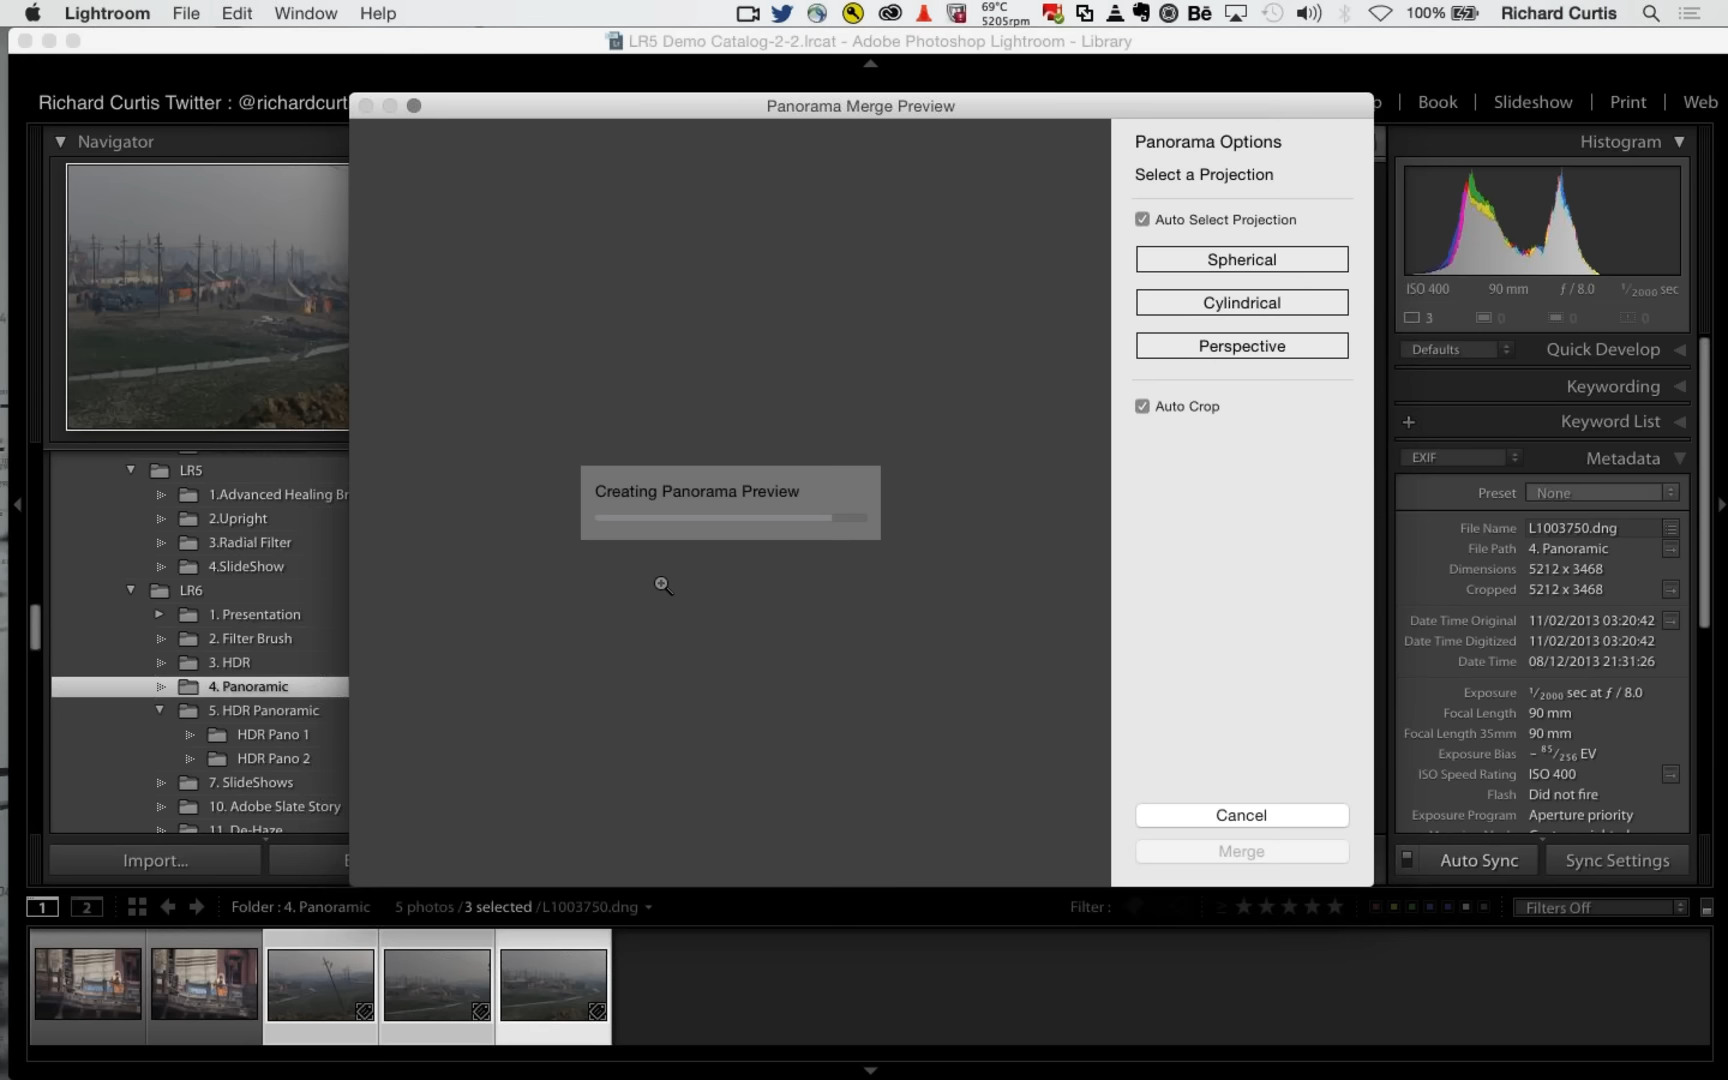 Lightroom File Edit Window Help 69°C 5205rpm Bē 100% Richard Curtis
LR5 Demo Catalog-2-2.lrcat - Adobe Photoshop Lightroom - Library
Richard Curtis Twitter : @richardcurt
Book | Slideshow | Print | Web
Panorama Merge Preview
Navigator
Panorama Options
Select a Projection
Auto Select Projection
Spherical
Cylindrical
Perspective
Auto Crop
Creating Panorama Preview
Cancel
Merge
Histogram
ISO 400 90 mm ƒ / 8.0 1/2000 sec
3 0 0 0
Defaults Quick Develop
Keywording
Keyword List
EXIF Metadata
Preset None
File Name L1003750.dng
File Path 4. Panoramic
Dimensions 5212 x 3468
Cropped 5212 x 3468
Date Time Original 11/02/2013 03:20:42
Date Time Digitized 11/02/2013 03:20:42
Date Time 08/12/2013 21:31:26
Exposure 1/2000 sec at ƒ / 8.0
Focal Length 90 mm
Focal Length 35mm 90 mm
Exposure Bias - 85/256 EV
ISO Speed Rating ISO 400
Flash Did not fire
Exposure Program Aperture priority
LR5
1.Advanced Healing Br
2.Upright
3.Radial Filter
4.SlideShow
LR6
1. Presentation
2. Filter Brush
3. HDR
4. Panoramic
5. HDR Panoramic
HDR Pano 1
HDR Pano 2
7. SlideShows
10. Adobe Slate Story
11. De-Haze
Import...
Auto Sync Sync Settings
1 2 Folder : 4. Panoramic 5 photos / 3 selected / L1003750.dng Filter : Filters Off